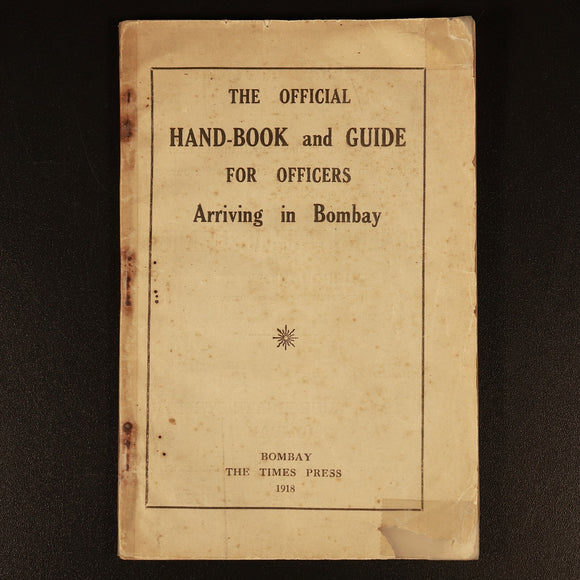 THE OFFICIAL
HAND-BOOK and GUIDE
FOR OFFICERS
Arriving in Bombay
BOMBAY
THE TIMES PRESS
1918